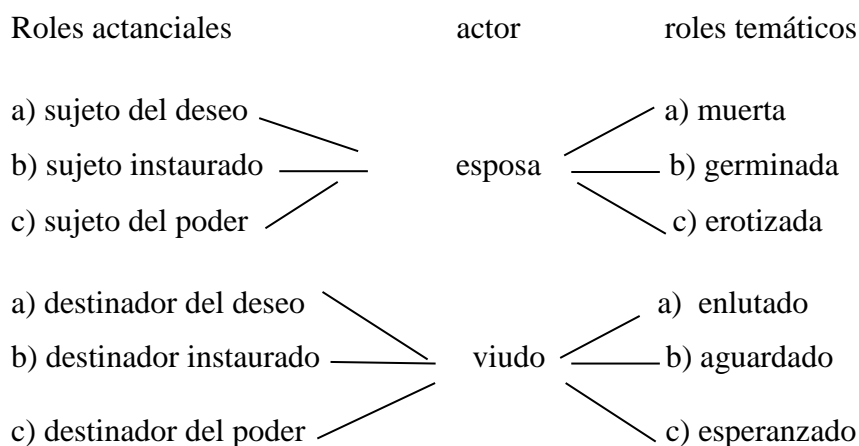 Roles actanciales actor roles temáticos
a) sujeto del deseo a) muerta
b) sujeto instaurado esposa b) germinada
c) sujeto del poder c) erotizada
a) destinador del deseo a) enlutado
b) destinador instaurado viudo b) aguardado
c) destinador del poder c) esperanzado